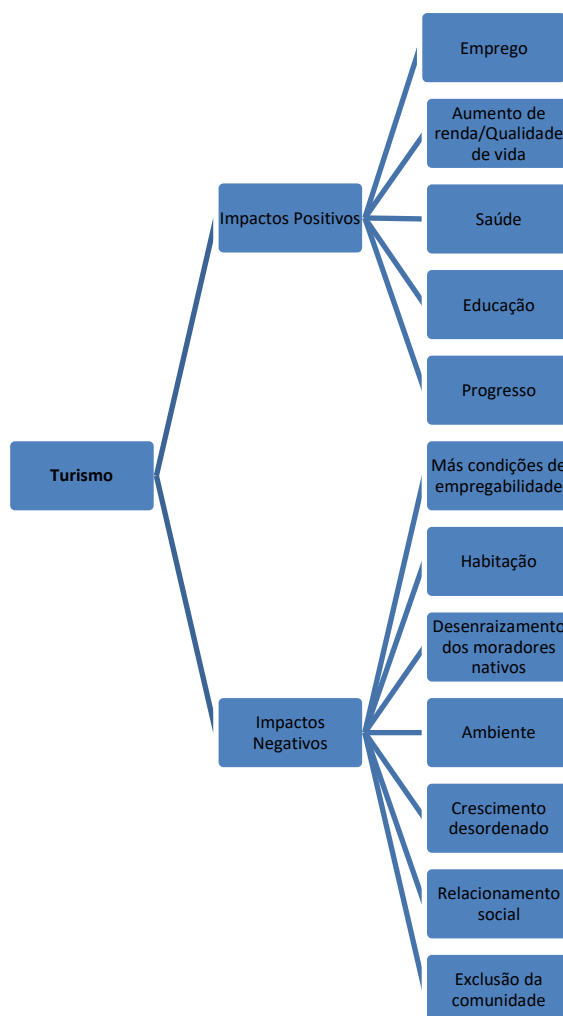 Emprego
Aumento de
renda/Qualidade
de vida
Impactos Positivos
Saúde
Educação
Progresso
Turismo
Más condições de
empregabilidade
Habitação
Desenraizamento
dos moradores
nativos
Impactos
Negativos
Ambiente
Crescimento
desordenado
Relacionamento
social
Exclusão da
comunidade